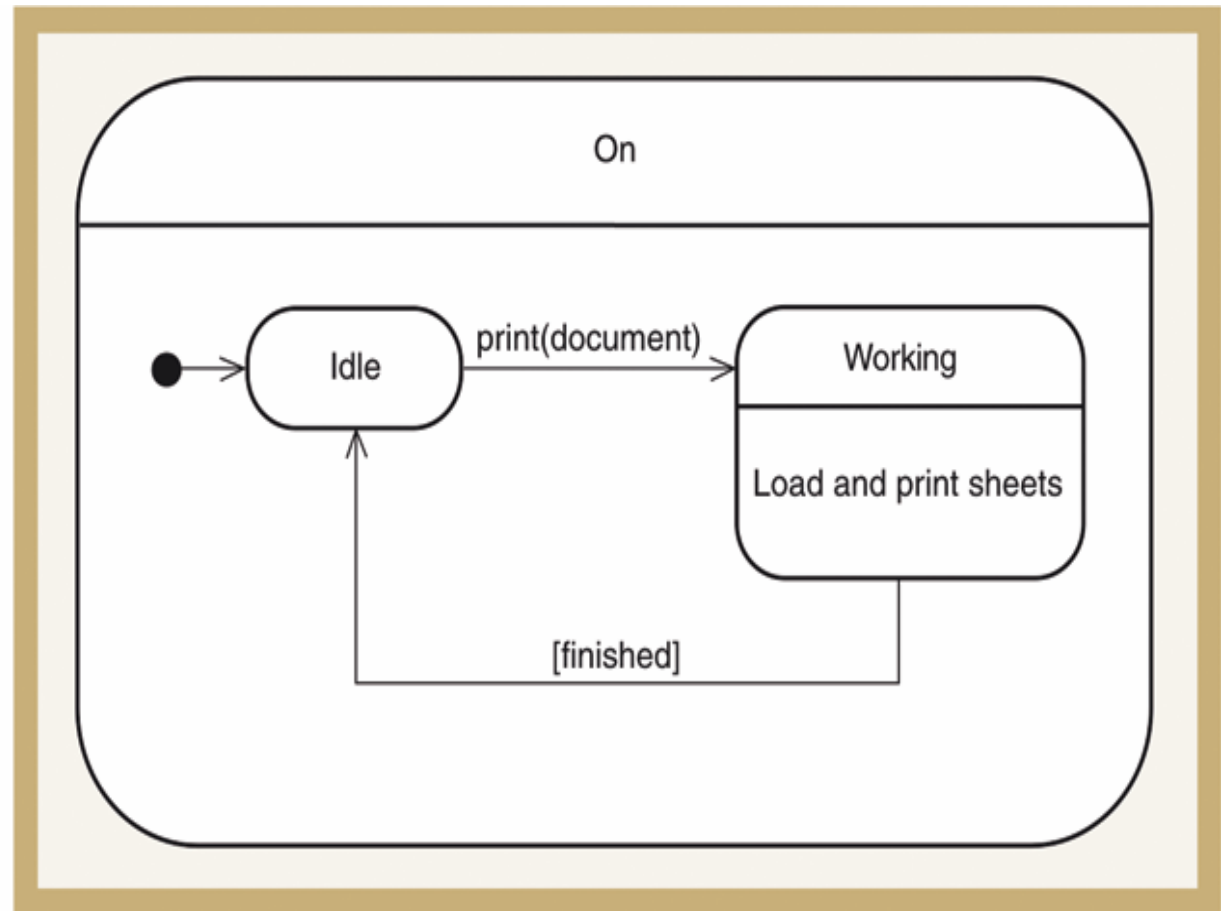 On
Idle
print(document)
Working
Load and print sheets
[finished]